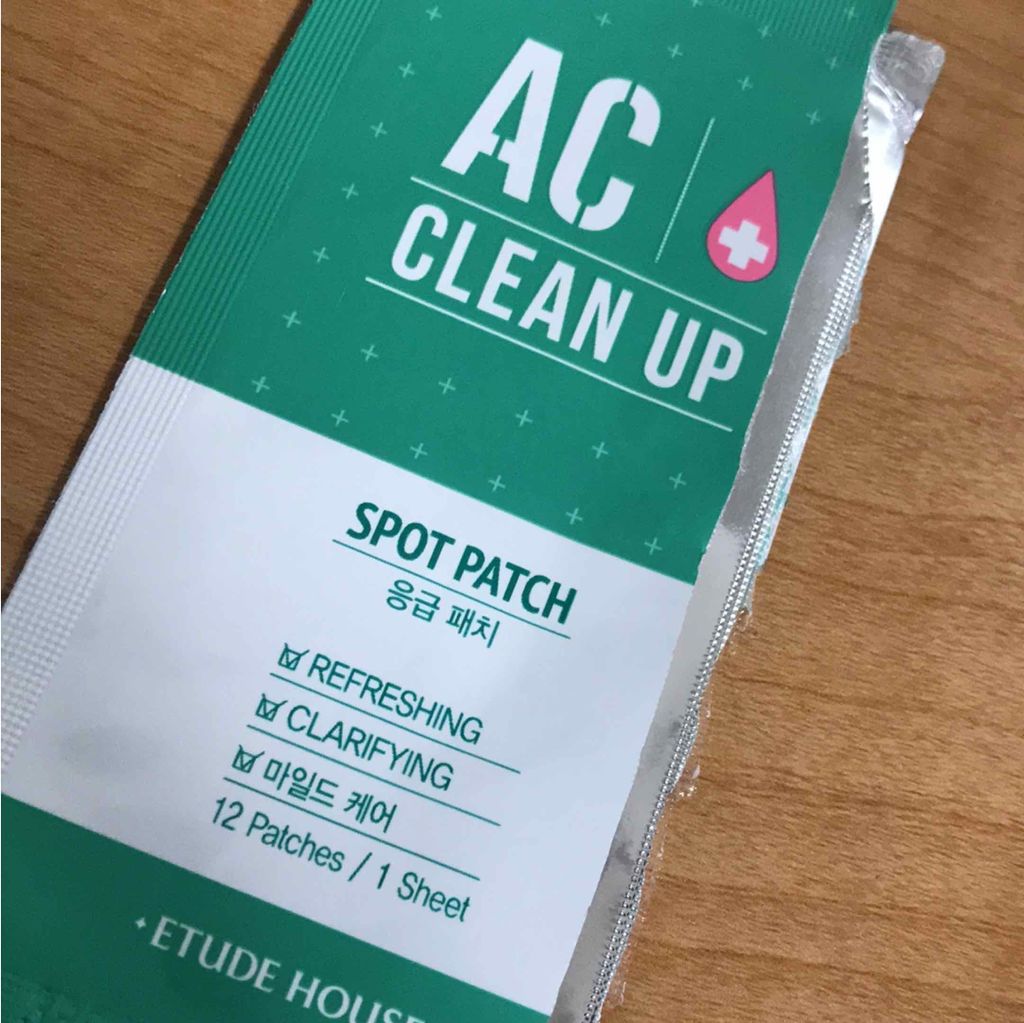 AC
CLEAN UP
SPOT PATCH
응급 패치
REFRESHING
CLARIFYING
마일드 케어
12 Patches / 1 Sheet
ETUDE HOUSE